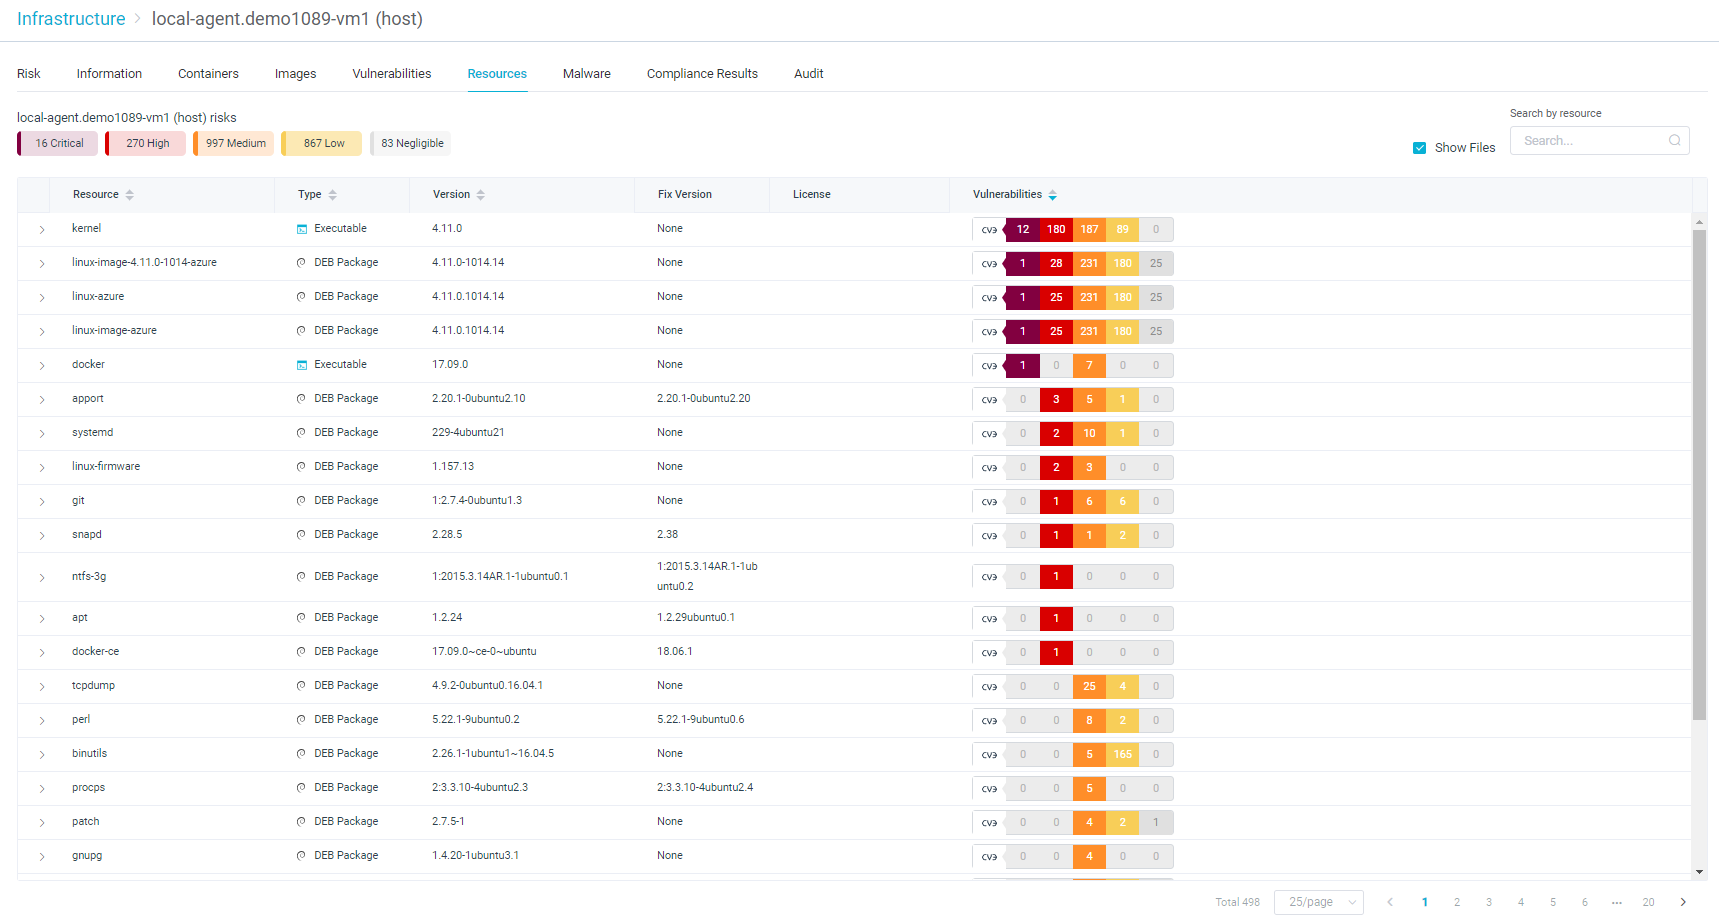 Infrastructure > local-agent.demo1089-vm1 (host)
Risk Information Containers Images Vulnerabilities Resources Malware Compliance Results Audit
local-agent.demo1089-vm1 (host) risks
16 Critical 270 High 997 Medium 867 Low 83 Negligible
Search by resource
Show Files Search...
Resource Type Version Fix Version License Vulnerabilities
kernel Executable 4.11.0 None CVE 12 180 187 89 0
linux-image-4.11.0-1014-azure DEB Package 4.11.0-1014.14 None CVE 1 28 231 180 25
linux-azure DEB Package 4.11.0.1014.14 None CVE 1 25 231 180 25
linux-image-azure DEB Package 4.11.0.1014.14 None CVE 1 25 231 180 25
docker Executable 17.09.0 None CVE 1 0 7 0 0
apport DEB Package 2.20.1-0ubuntu2.10 2.20.1-0ubuntu2.20 CVE 0 3 5 1 0
systemd DEB Package 229-4ubuntu21 None CVE 0 2 10 1 0
linux-firmware DEB Package 1.157.13 None CVE 0 2 3 0 0
git DEB Package 1:2.7.4-0ubuntu1.3 None CVE 0 1 6 6 0
snapd DEB Package 2.28.5 2.38 CVE 0 1 1 2 0
ntfs-3g DEB Package 1:2015.3.14AR.1-1ubuntu0.1 1:2015.3.14AR.1-1ub
untu0.2 CVE 0 1 0 0 0
apt DEB Package 1.2.24 1.2.29ubuntu0.1 CVE 0 1 0 0 0
docker-ce DEB Package 17.09.0~ce-0~ubuntu 18.06.1 CVE 0 1 0 0 0
tcpdump DEB Package 4.9.2-0ubuntu0.16.04.1 None CVE 0 0 25 4 0
perl DEB Package 5.22.1-9ubuntu0.2 5.22.1-9ubuntu0.6 CVE 0 0 8 2 0
binutils DEB Package 2.26.1-1ubuntu1~16.04.5 None CVE 0 0 5 165 0
procps DEB Package 2:3.3.10-4ubuntu2.3 2:3.3.10-4ubuntu2.4 CVE 0 0 5 0 0
patch DEB Package 2.7.5-1 None CVE 0 0 4 2 1
gnupg DEB Package 1.4.20-1ubuntu3.1 None CVE 0 0 4 0 0
Total 498 25/page < 1 2 3 4 5 6 ••• 20 >